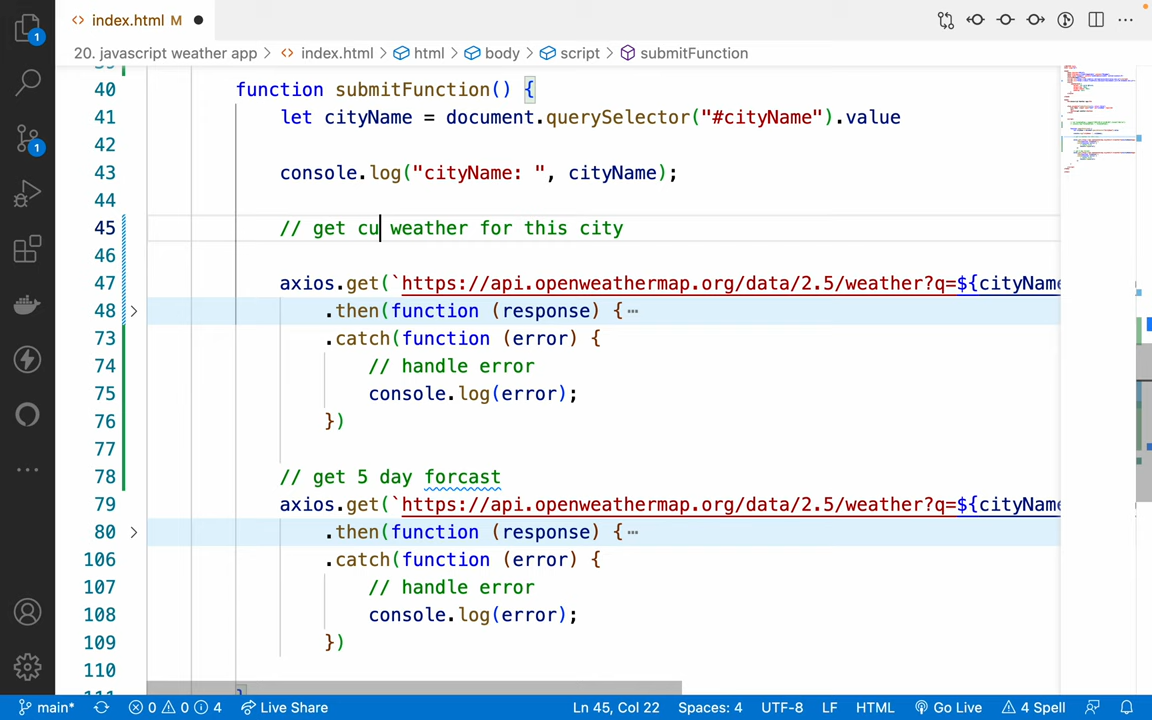 1
1
index.html M
20. javascript weather app > index.html > html > body > script > submitFunction
40 function submitFunction() {
41 let cityName = document.querySelector("#cityName").value
42
43 console.log("cityName: ", cityName);
44
45 // get cu weather for this city
46
47 axios.get(`https://api.openweathermap.org/data/2.5/weather?q=${cityName
48 .then(function (response) {
73 .catch(function (error) {
74 // handle error
75 console.log(error);
76 })
77
78 // get 5 day forcast
79 axios.get(`https://api.openweathermap.org/data/2.5/weather?q=${cityName
80 .then(function (response) {
106 .catch(function (error) {
107 // handle error
108 console.log(error);
109 })
110
main* 0 0 4 Live Share Ln 45, Col 22 Spaces: 4 UTF-8 LF HTML Go Live 4 Spell